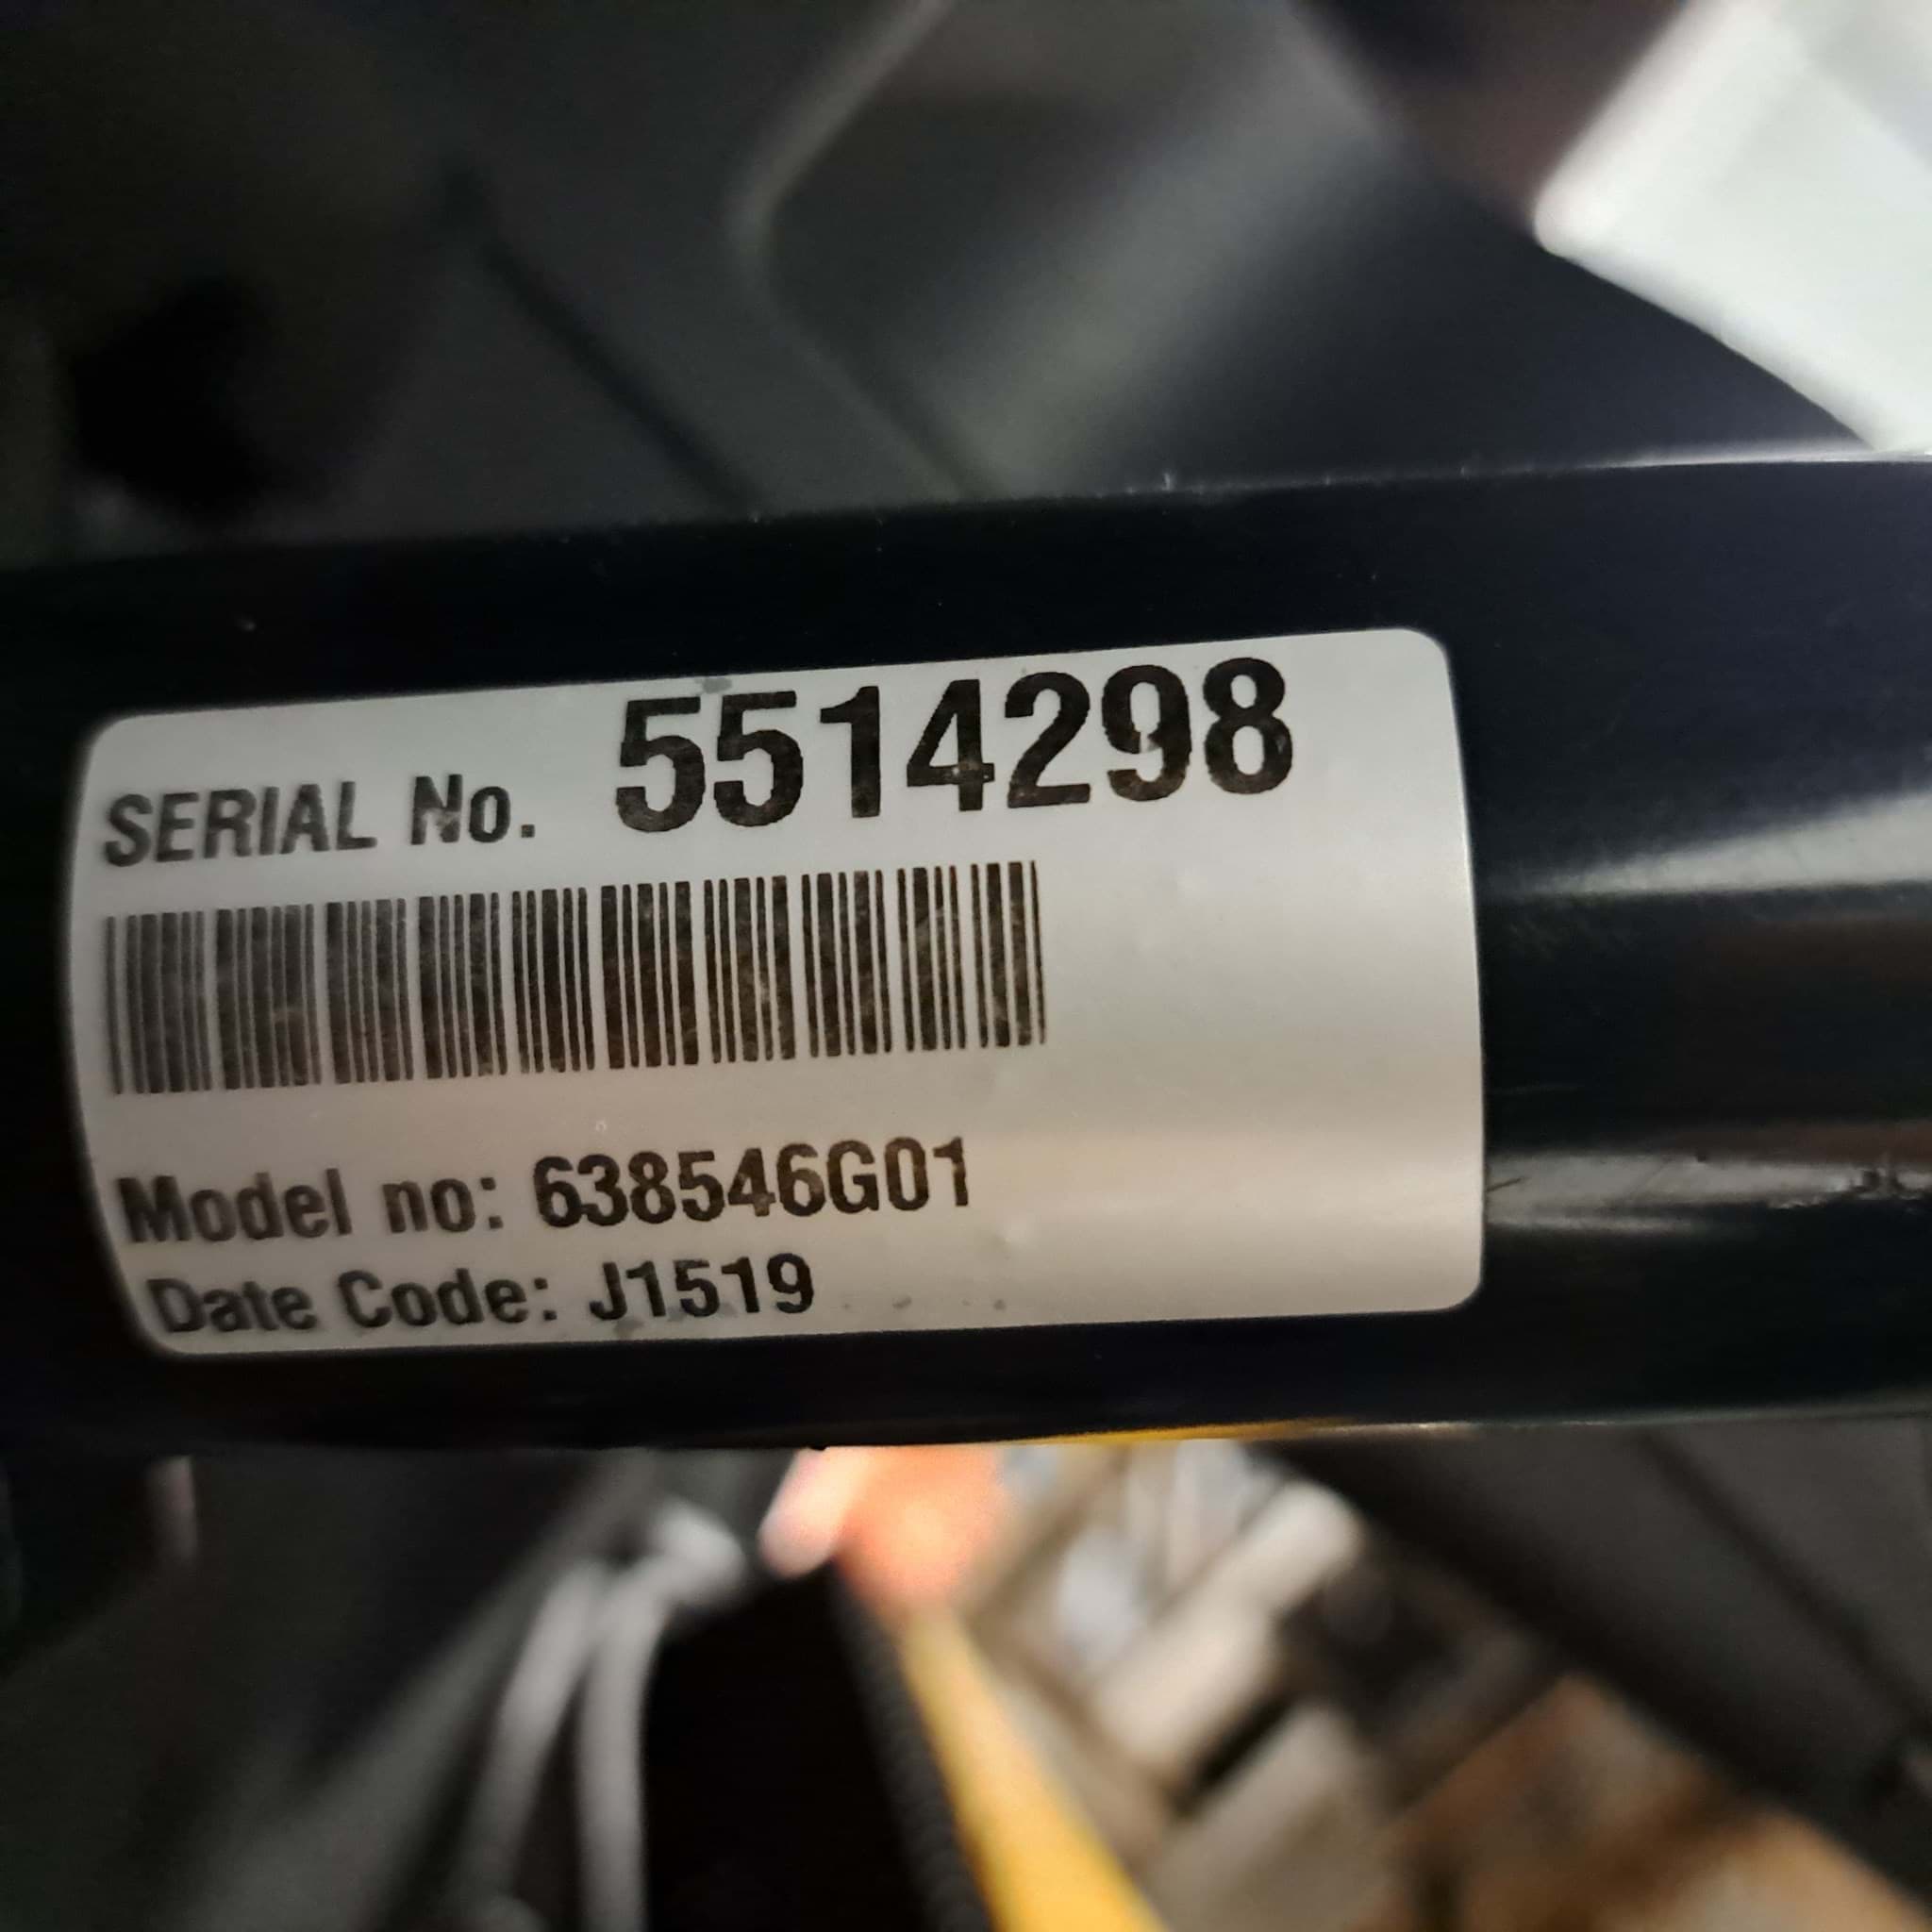 SERIAL No. 5514298
Model no: 638546G01
Date Code: J1519